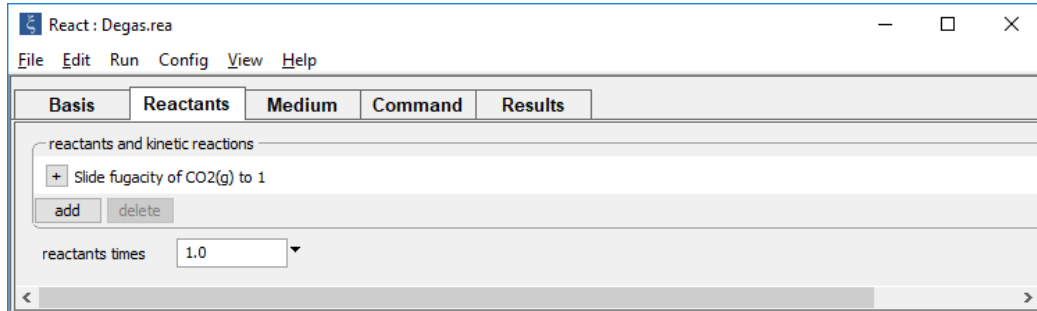 React : Degas.rea
File Edit Run Config View Help
Basis Reactants Medium Command Results
reactants and kinetic reactions
+ Slide fugacity of CO2(g) to 1
add delete
reactants times 1.0